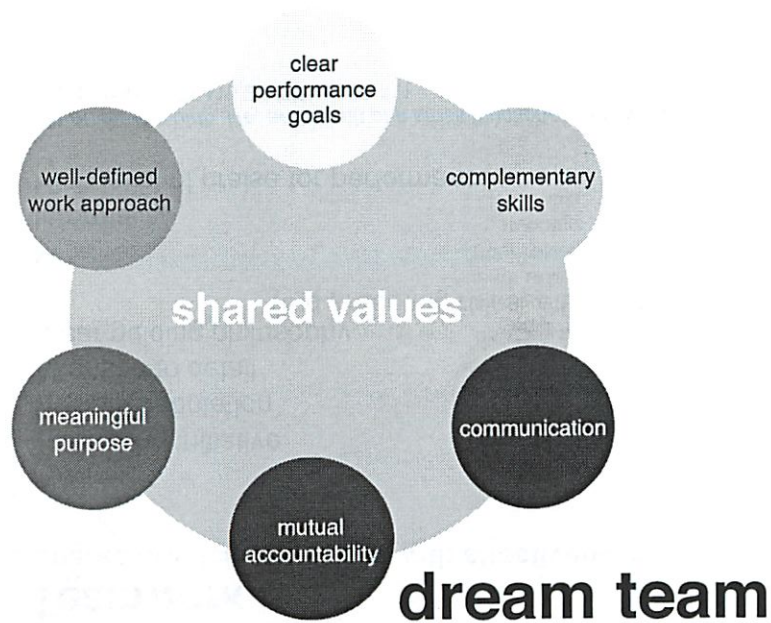 clear
performance
goals
well-defined
work approach
complementary
skills
shared values
meaningful
purpose
communication
mutual
accountability
dream team